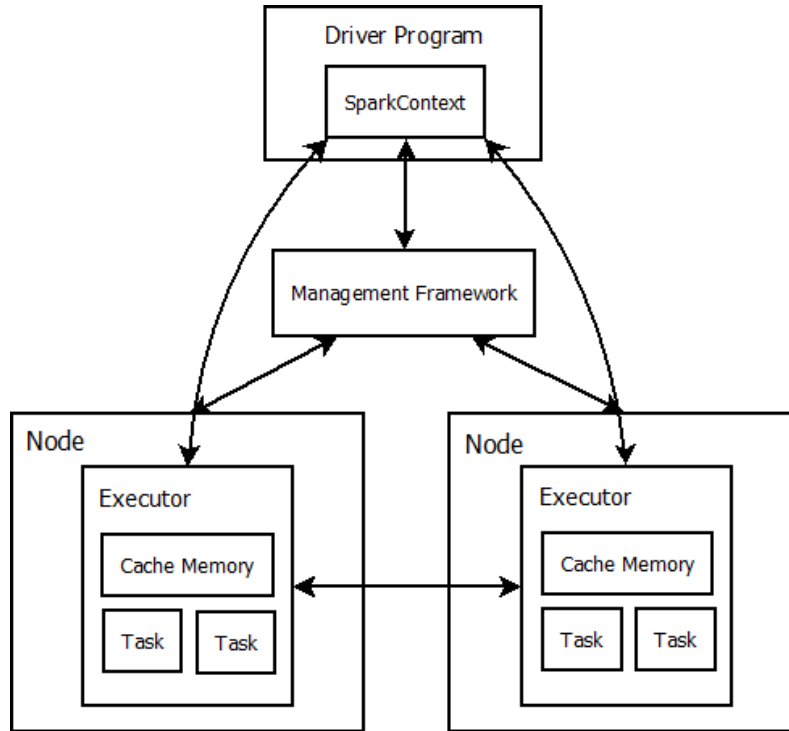 Driver Program
SparkContext
Management Framework
Node
Executor
Cache Memory
Task
Task
Node
Executor
Cache Memory
Task
Task